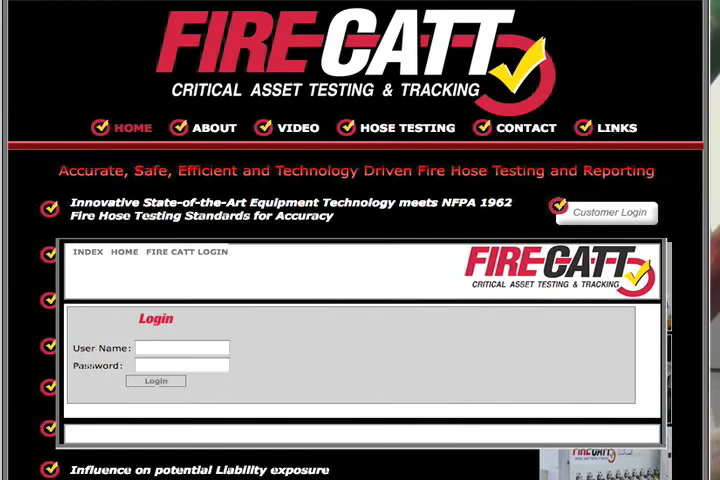 FIRECATT
CRITICAL ASSET TESTING & TRACKING
HOME ABOUT VIDEO HOSE TESTING CONTACT LINKS
Accurate, Safe, Efficient and Technology Driven Fire Hose Testing and Reporting
Innovative State-of-the-Art Equipment Technology meets NFPA 1962
Fire Hose Testing Standards for Accuracy
Customer Login
INDEX HOME FIRE CATT LOGIN
FIRECATT
CRITICAL ASSET TESTING & TRACKING
Login
User Name:
Password:
Login
Influence on potential Liability exposure
FIRECATT